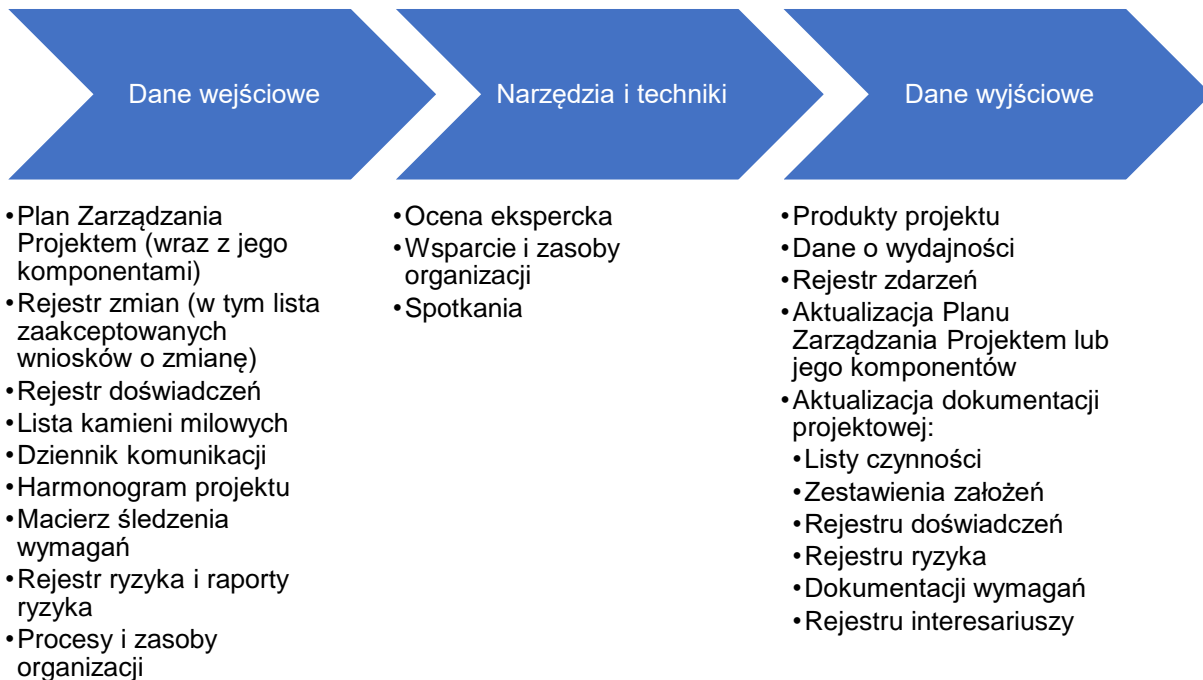 Dane wejściowe
•Plan Zarządzania
Projektem (wraz z jego
komponentami)
•Rejestr zmian (w tym lista
zaakceptowanych
wniosków o zmianę)
•Rejestr doświadczeń
•Lista kamieni milowych
•Dziennik komunikacji
•Harmonogram projektu
•Macierz śledzenia
wymagań
•Rejestr ryzyka i raporty
ryzyka
•Procesy i zasoby
organizacji
Narzędzia i techniki
•Ocena ekspercka
•Wsparcie i zasoby
organizacji
•Spotkania
Dane wyjściowe
•Produkty projektu
•Dane o wydajności
•Rejestr zdarzeń
•Aktualizacja Planu
Zarządzania Projektem lub
jego komponentów
•Aktualizacja dokumentacji
projektowej:
•Listy czynności
•Zestawienia założeń
•Rejestru doświadczeń
•Rejestru ryzyka
•Dokumentacji wymagań
•Rejestru interesariuszy